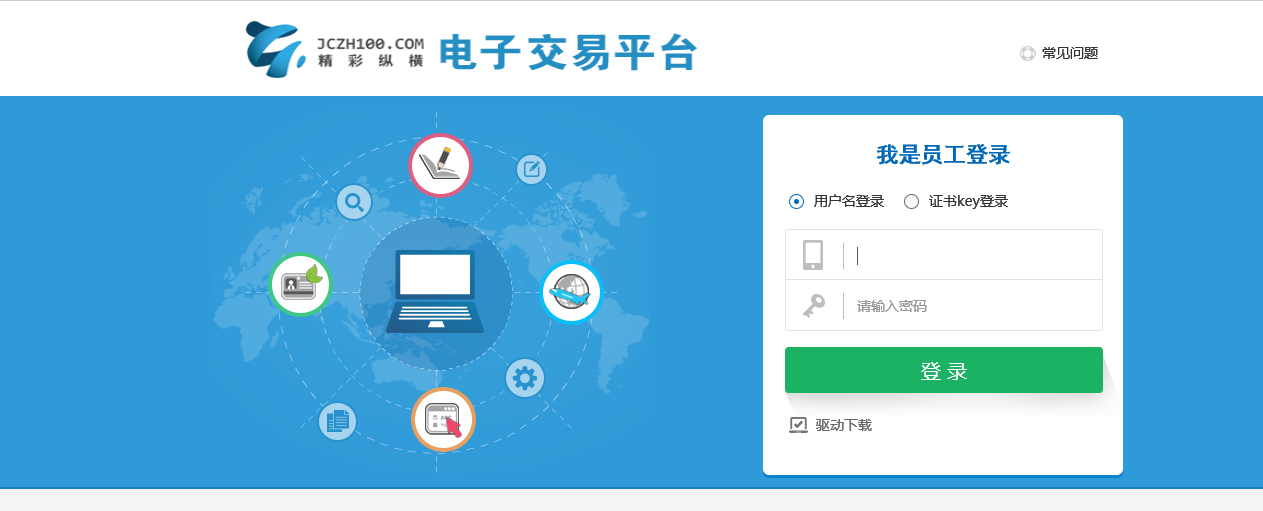 JCZH100.COM
精彩纵横
电子交易平台
常见问题
我是员工登录
用户名登录 证书key登录
请输入密码
登录
驱动下载